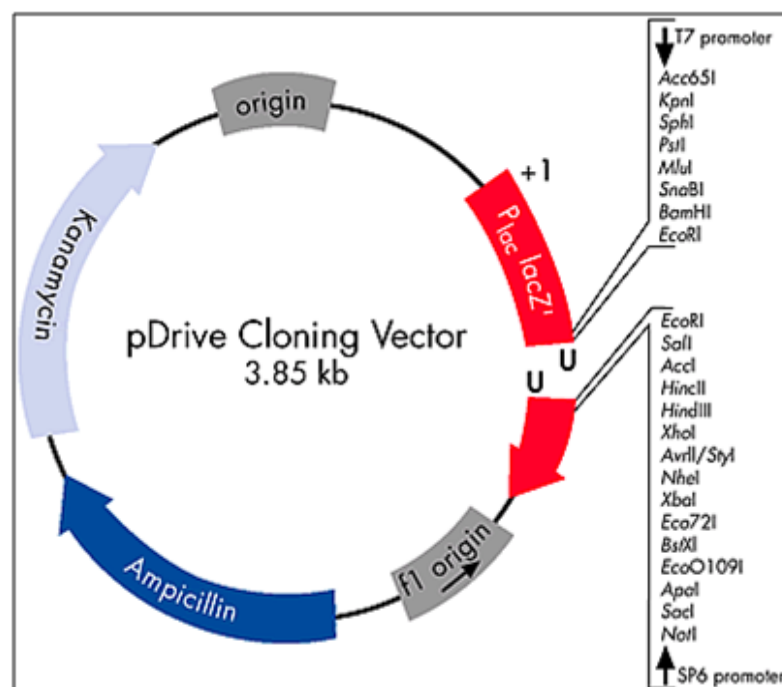 T7 promoter
Acc65I
KpnI
SphI
PstI
MluI
SnaBI
BamHI
EcoRI
origin
+1
Plac lacZ'
Kanamycin
pDrive Cloning Vector
3.85 kb
U
U
EcoRI
SalI
AccI
HincII
HindIII
XhoI
AvrII/StyI
NheI
XbaI
Eco72I
BstXI
EcoO109I
ApaI
SacI
NotI
SP6 promoter
f1 origin
Ampicillin